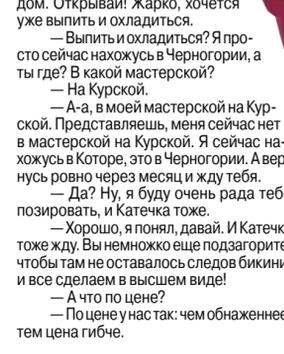 дом. Открывай! Жарко, хочется
уже выпить и охладиться.
— Выпить и охладиться? Я про-
сто сейчас нахожусь в Черногории, а
ты где? В какой мастерской?
— На Курской.
— А-а, в моей мастерской на Кур-
ской. Представляешь, меня сейчас нет
в мастерской на Курской. Я сейчас на-
хожусь в Которе, это в Черногории. А вер
нусь ровно через месяц и жду тебя.
— Да? Ну, я буду очень рада теб
позировать, и Катечка тоже.
— Хорошо, я понял, давай. И Катечк
тоже жду. Вы немножко еще подзагорите
чтобы там не оставалось следов бикини
и все сделаем в высшем виде!
— А что по цене?
— По цене у нас так: чем обнаженнее
тем цена гибче.